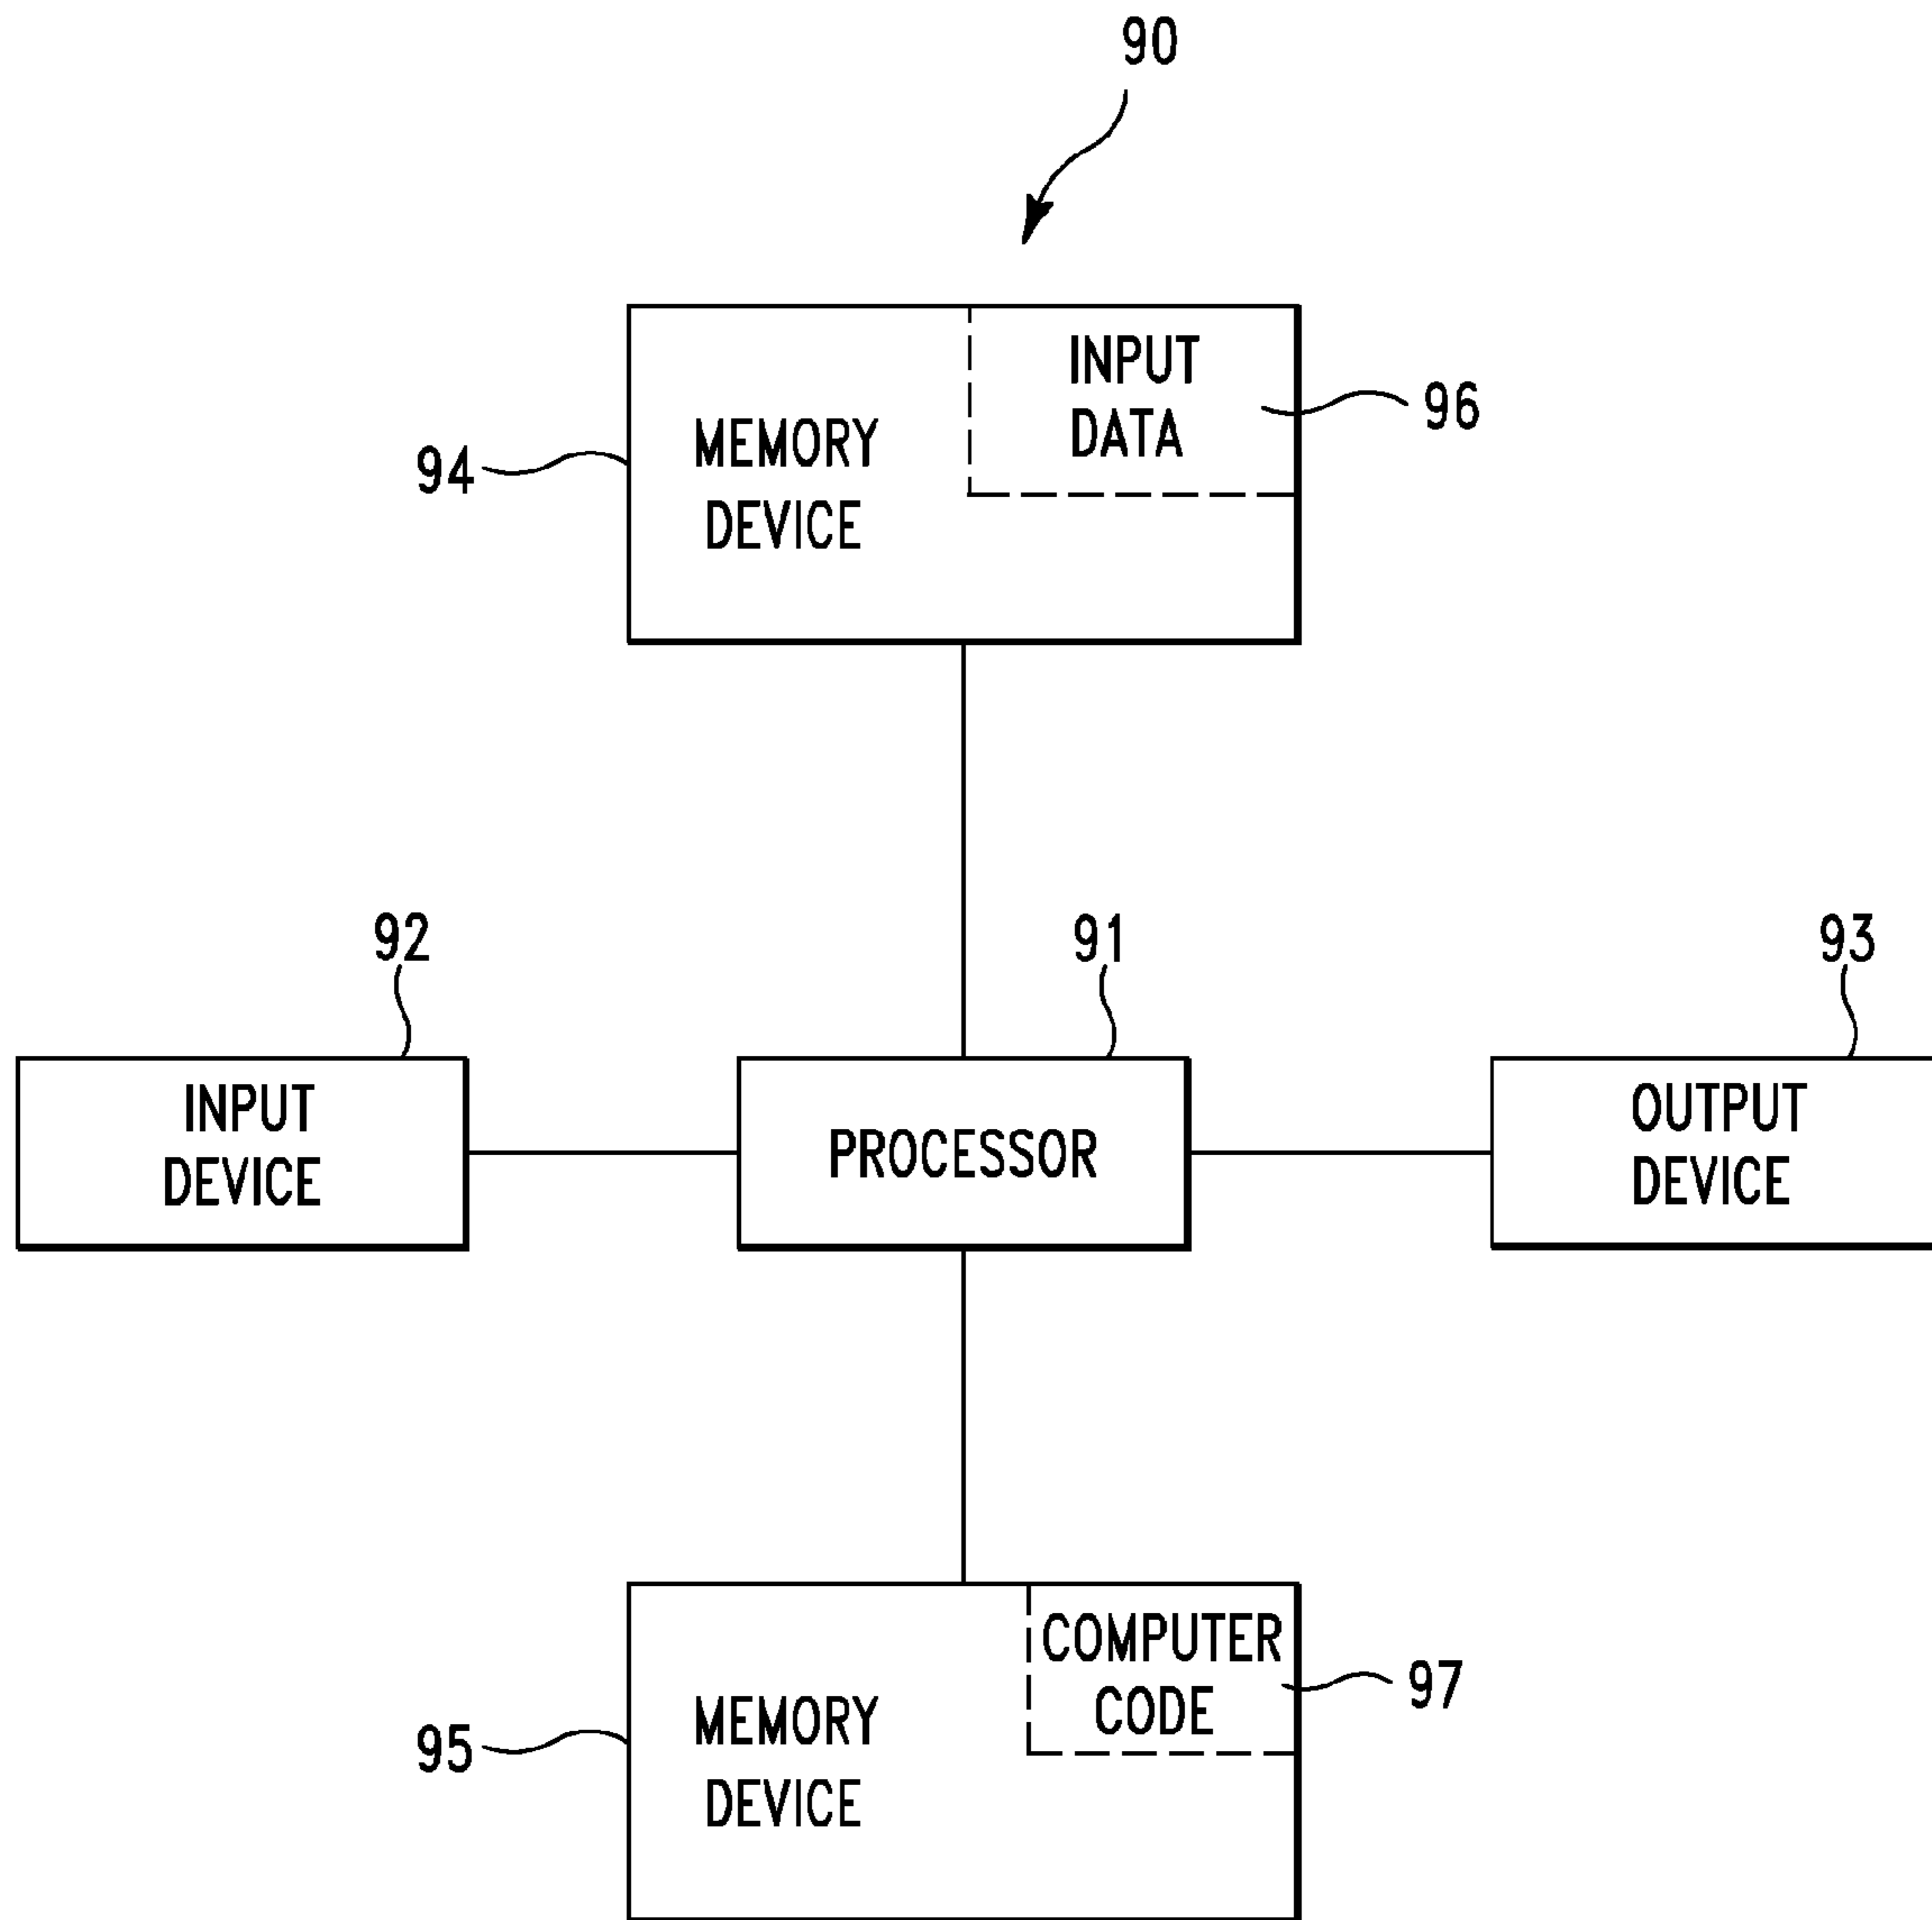 90
INPUT
DATA
96
94
MEMORY
DEVICE
92
91
93
INPUT
DEVICE
PROCESSOR
OUTPUT
DEVICE
COMPUTER
CODE
97
95
MEMORY
DEVICE